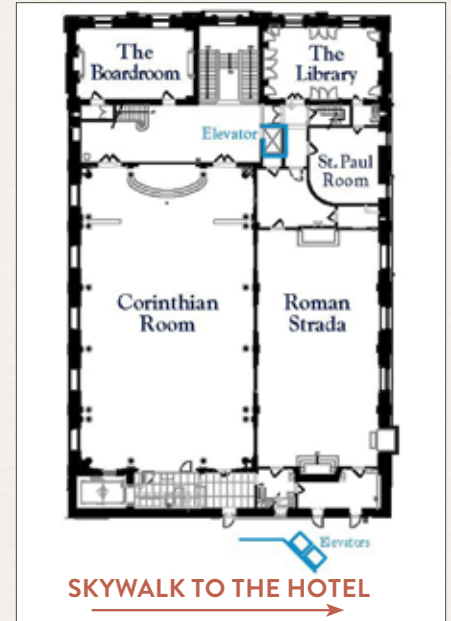 The
Boardroom
The
Library
Elevator
St. Paul
Room
Corinthian
Room
Roman
Strada
Elevators
SKYWALK TO THE HOTEL